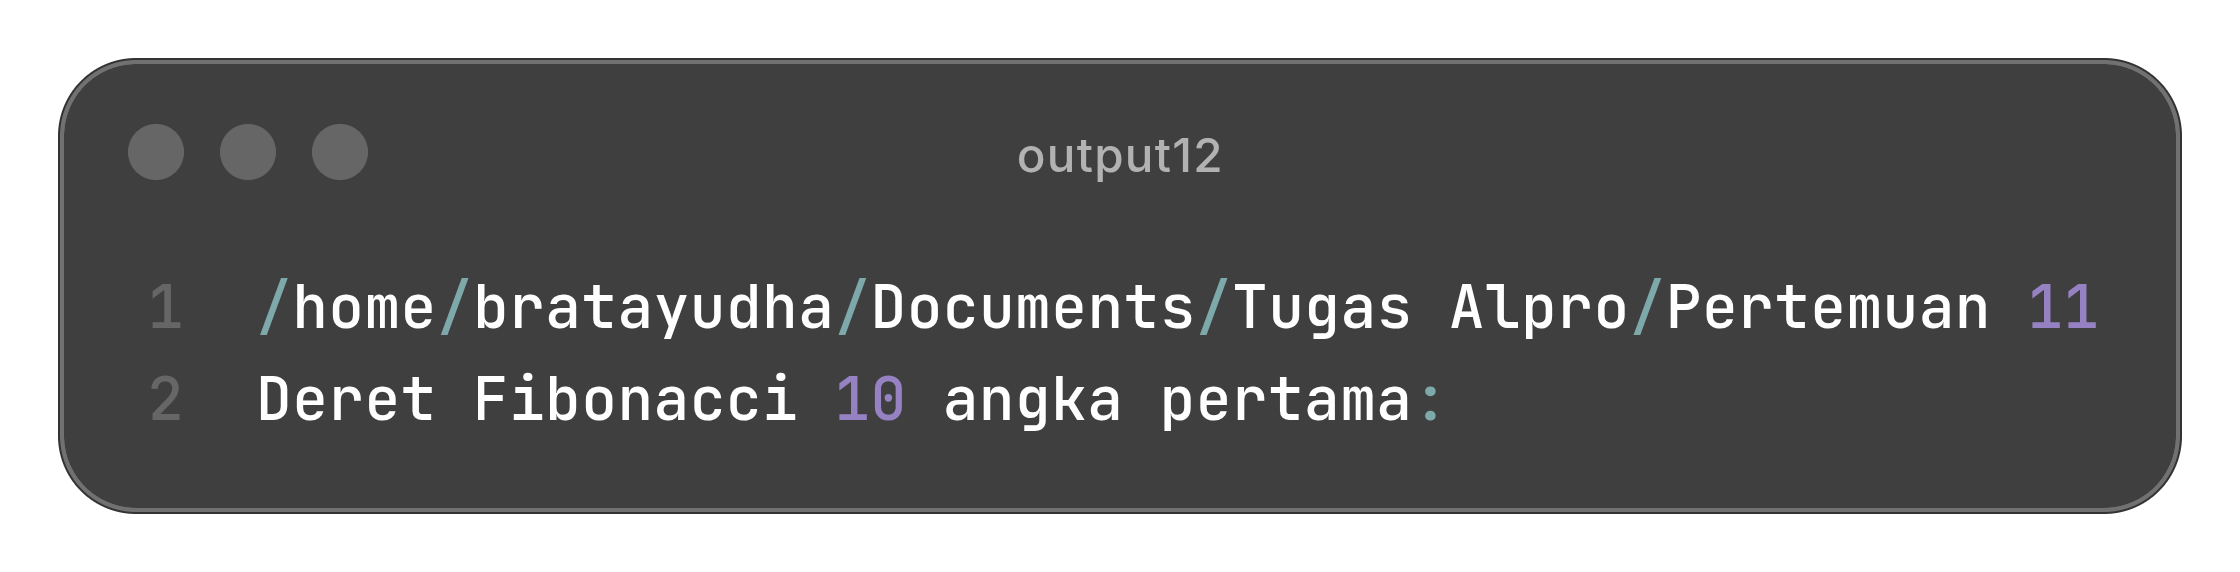 output12
1 /home/bratayudha/Documents/Tugas Alpro/Pertemuan 11
2 Deret Fibonacci 10 angka pertama: